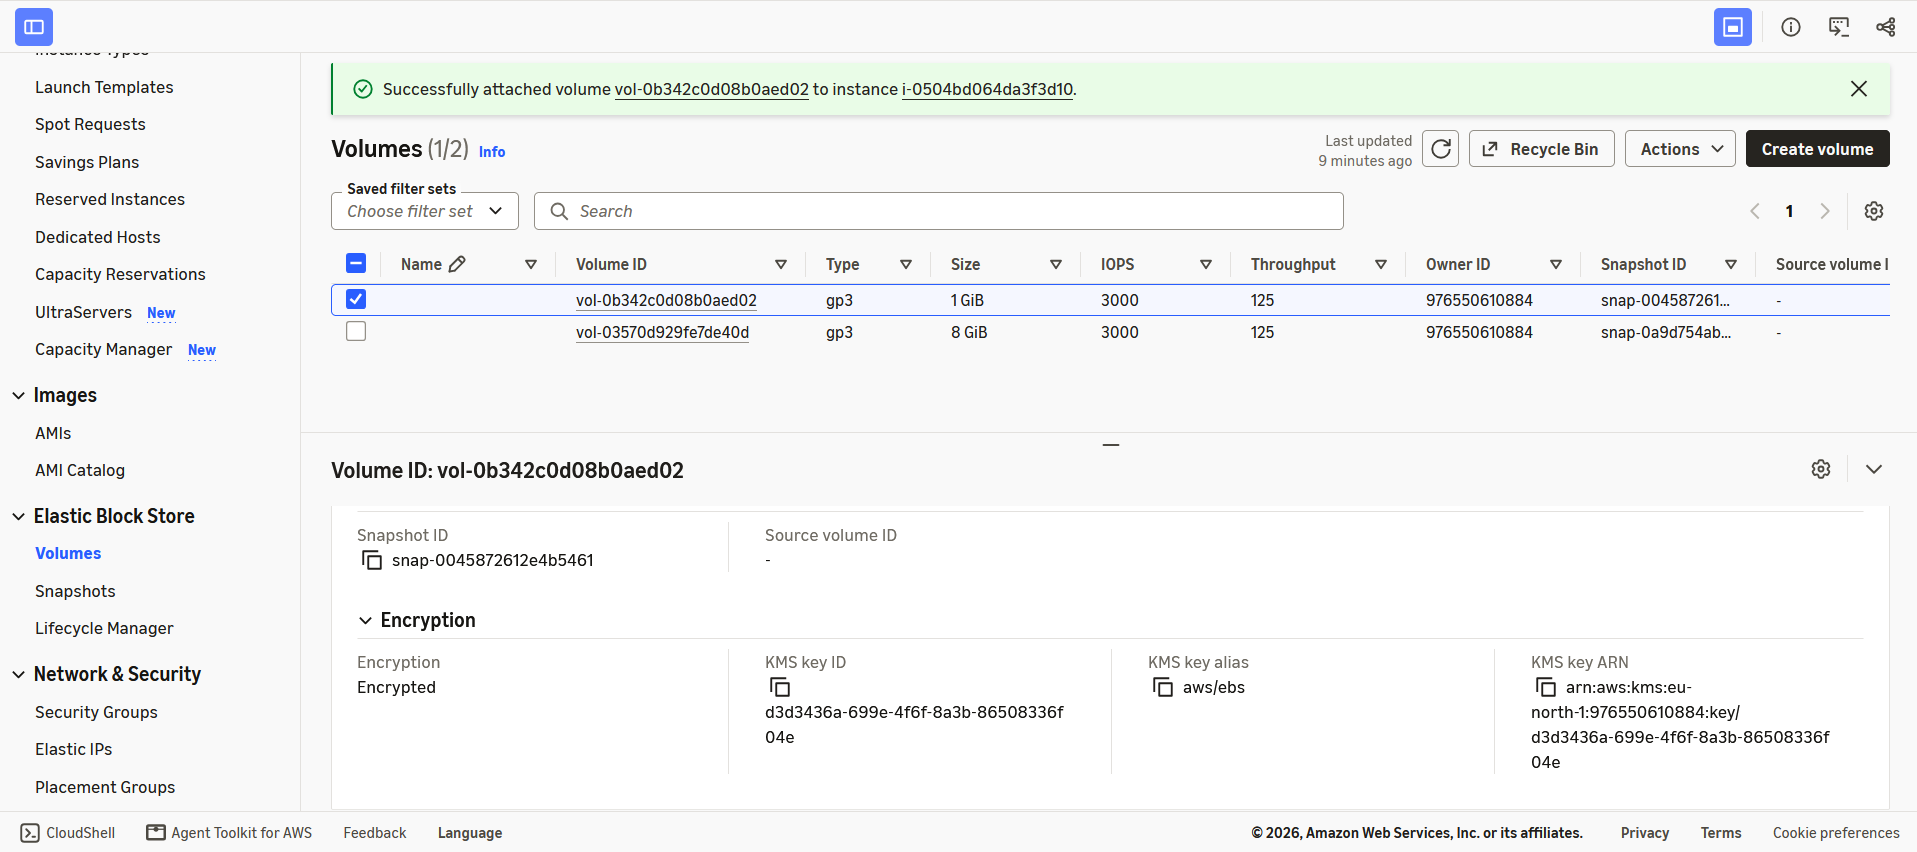 Instance Types
Launch Templates
Spot Requests
Savings Plans
Reserved Instances
Dedicated Hosts
Capacity Reservations
UltraServers New
Capacity Manager New
Images
AMIs
AMI Catalog
Elastic Block Store
Volumes
Snapshots
Lifecycle Manager
Network & Security
Security Groups
Elastic IPs
Placement Groups
Successfully attached volume vol-0b342c0d08b0aed02 to instance i-0504bd064da3f3d10.
Volumes (1/2) Info
Last updated
9 minutes ago
Recycle Bin
Actions
Create volume
Saved filter sets
Choose filter set
Search
1
Name Volume ID Type Size IOPS Throughput Owner ID Snapshot ID Source volume I
vol-0b342c0d08b0aed02 gp3 1 GiB 3000 125 976550610884 snap-004587261... -
vol-03570d929fe7de40d gp3 8 GiB 3000 125 976550610884 snap-0a9d754ab... -
Volume ID: vol-0b342c0d08b0aed02
Snapshot ID
snap-0045872612e4b5461
Source volume ID
-
Encryption
Encryption
Encrypted
KMS key ID
d3d3436a-699e-4f6f-8a3b-86508336f
04e
KMS key alias
aws/ebs
KMS key ARN
arn:aws:kms:eu-
north-1:976550610884:key/
d3d3436a-699e-4f6f-8a3b-86508336f
04e
CloudShell Agent Toolkit for AWS Feedback Language © 2026, Amazon Web Services, Inc. or its affiliates. Privacy Terms Cookie preferences